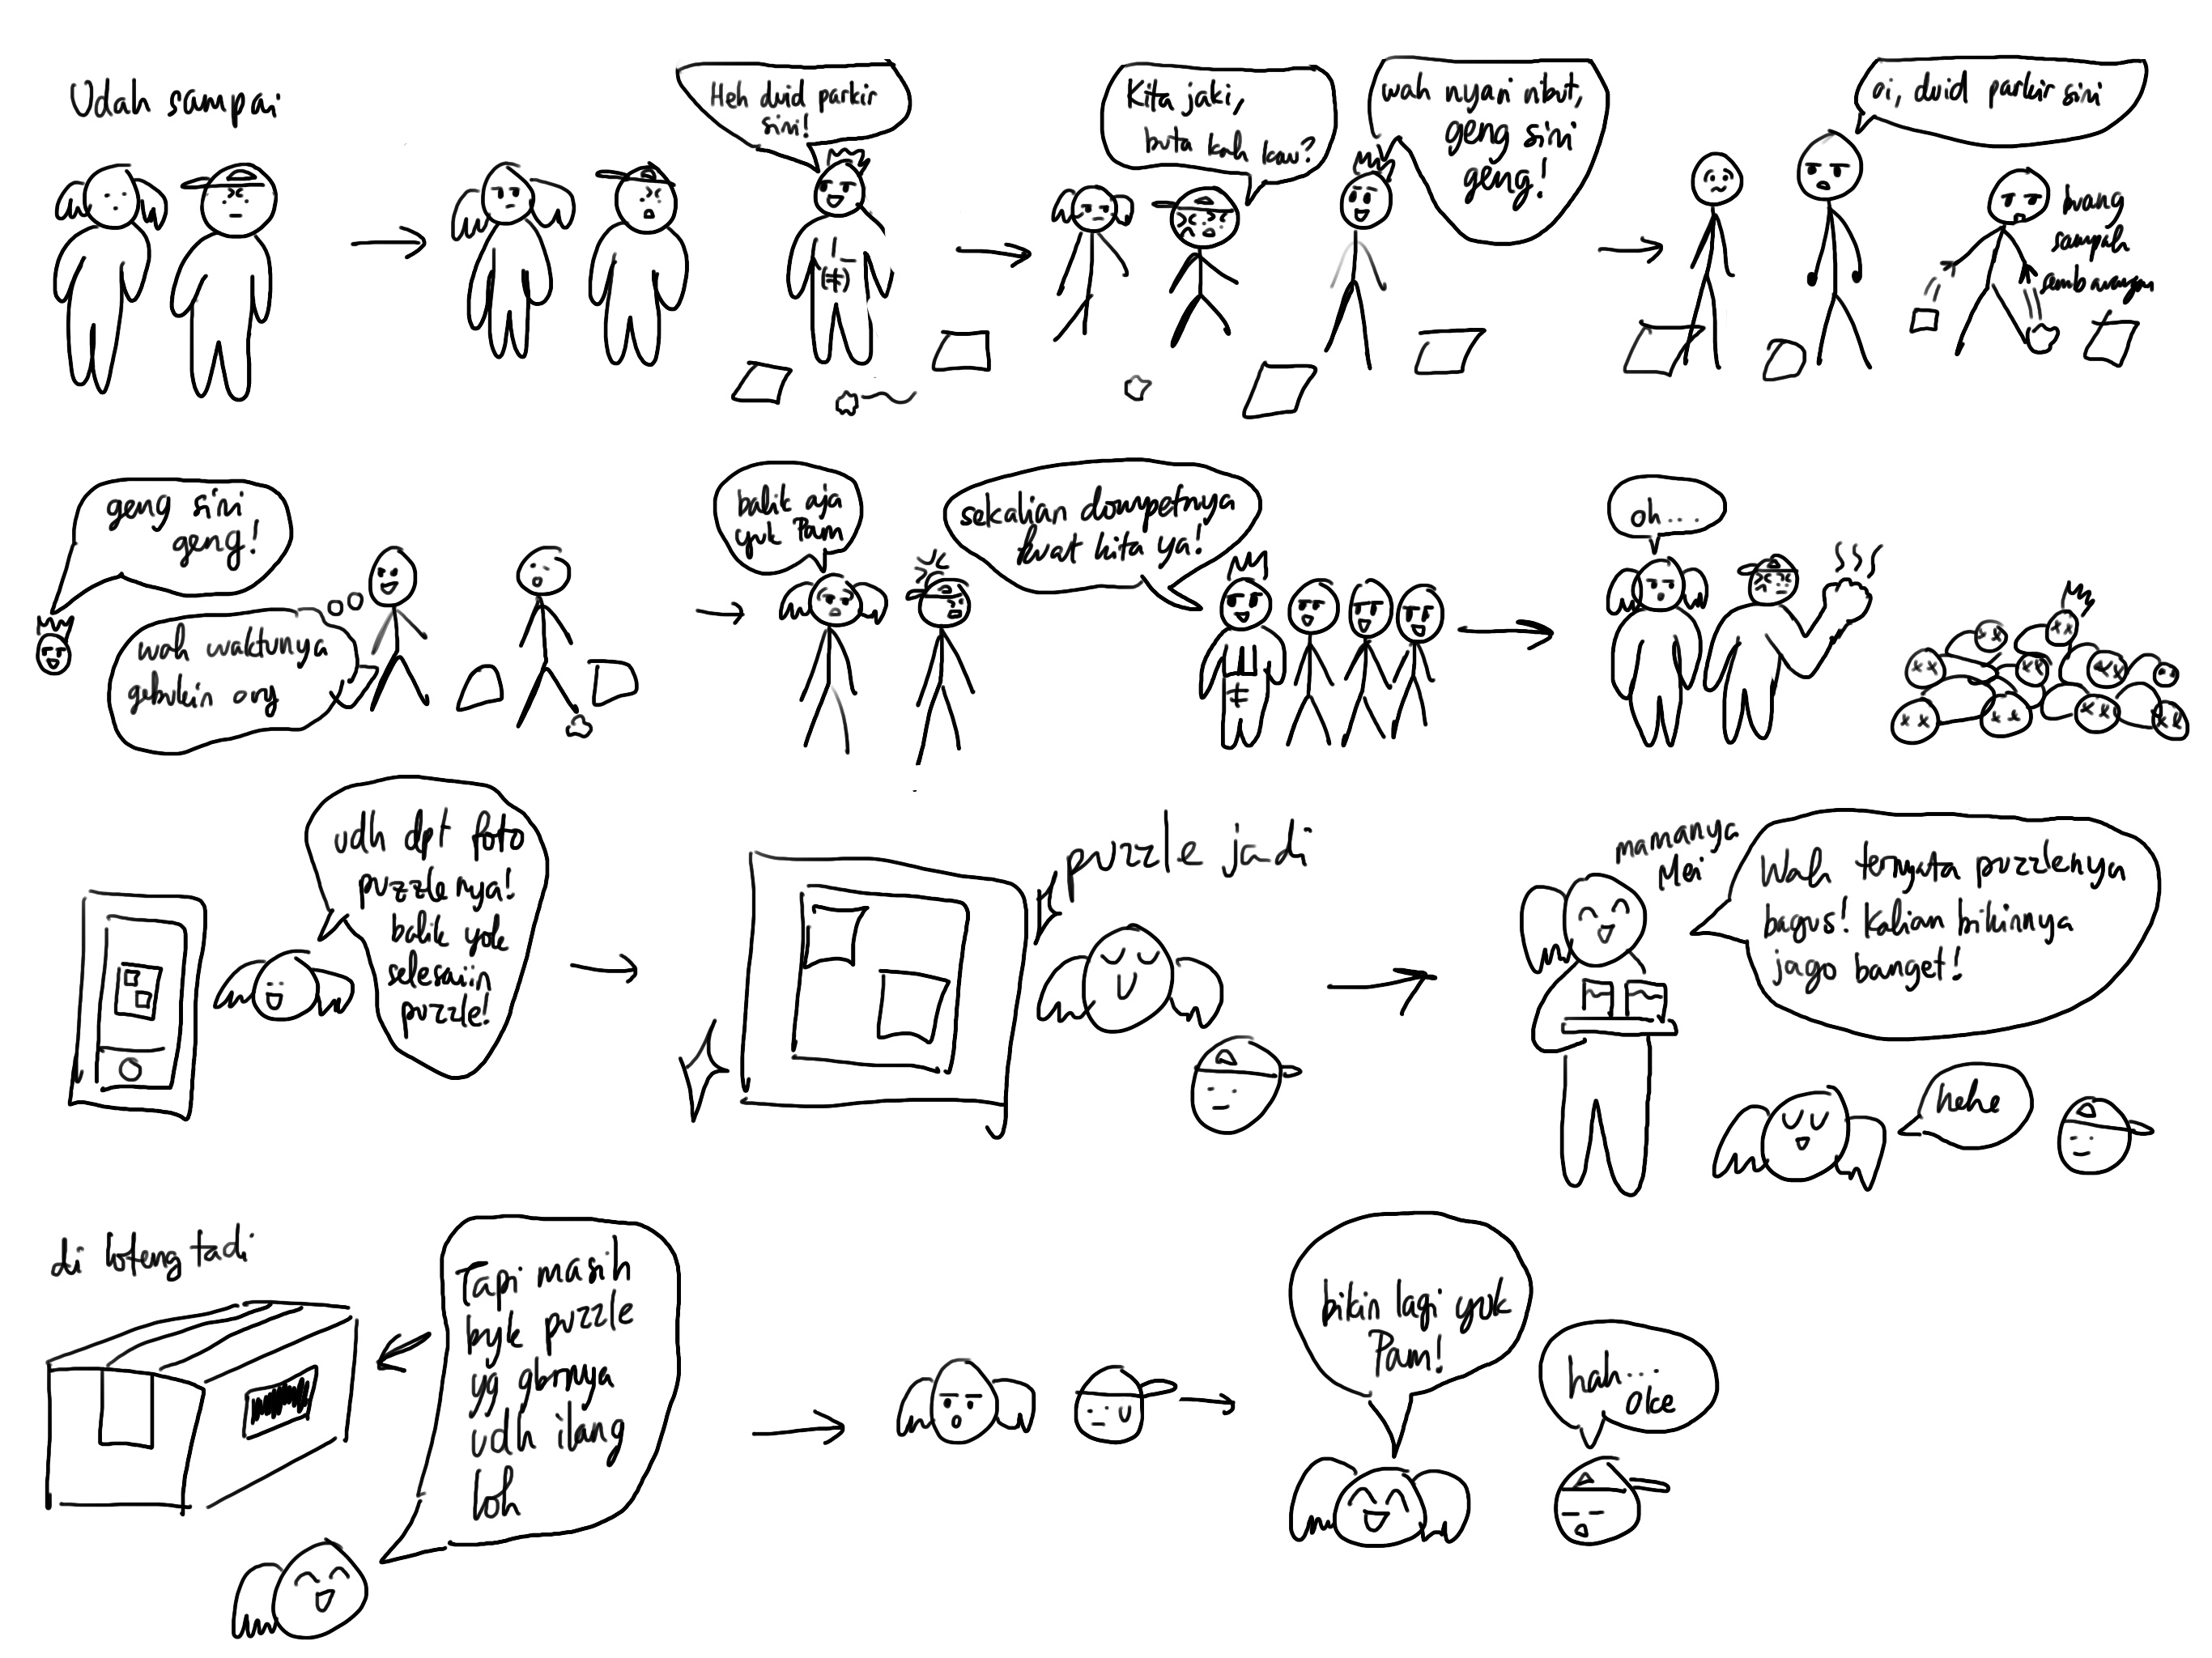 Udah sampai
Heh duid parkir
sini!
Kita jaki,
buta kah kau?
wah nyari ribut,
geng sini
geng!
oi, duid parkir sini
buang
sampah
sembarangan
geng sini
geng!
wah waktunya
gebukin org
balik aja
yuk Pam
sekalian dompetnya
buat kita ya!
oh...
udh dpt foto
puzzle nya!
balik yok
selesaiin
puzzle!
puzzle jadi
mamanya
Mei
Wah ternyata puzzlenya
bagus! Kalian bikinnya
jago banget!
hehe
di loteng tadi
Tapi masih
byk puzzle
yg gbrnya
udh ilang
loh
bikin lagi yuk
Pam!
hah...
oke